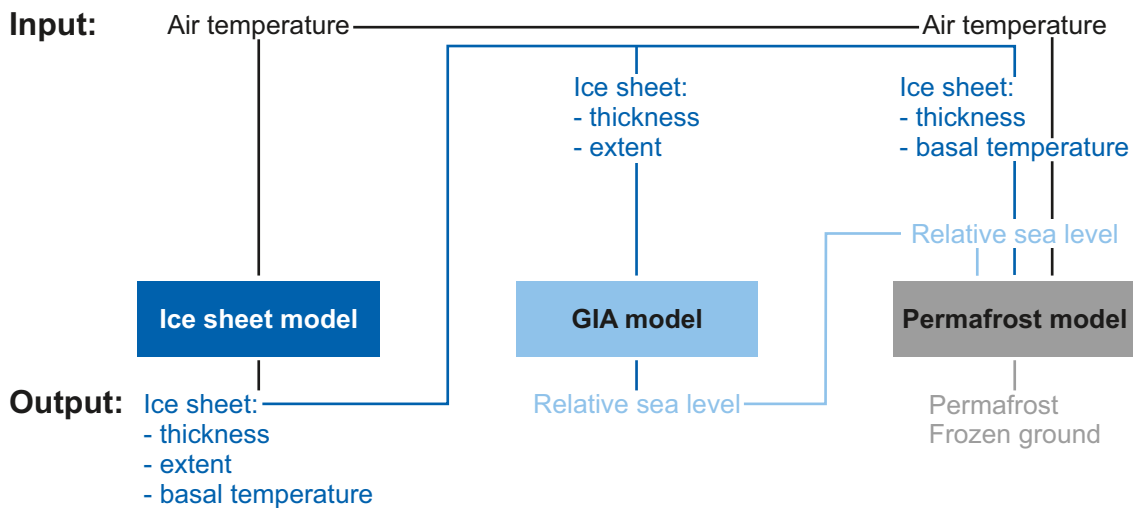 Input:
Air temperature
Air temperature
Ice sheet:
- thickness
- extent
Ice sheet:
- thickness
- basal temperature
Relative sea level
Ice sheet model
GIA model
Permafrost model
Output:
Ice sheet:
- thickness
- extent
- basal temperature
Relative sea level
Permafrost
Frozen ground